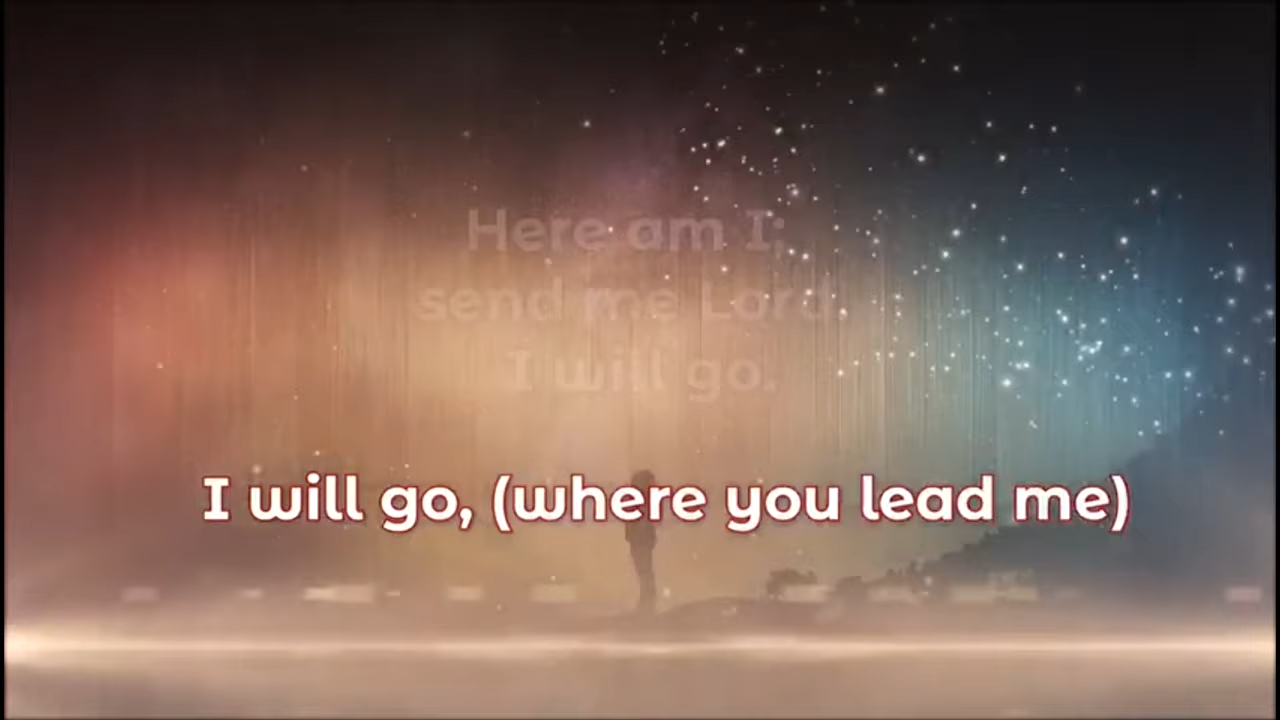 Here am I;
send me Lord.
I will go.
I will go, (where you lead me)